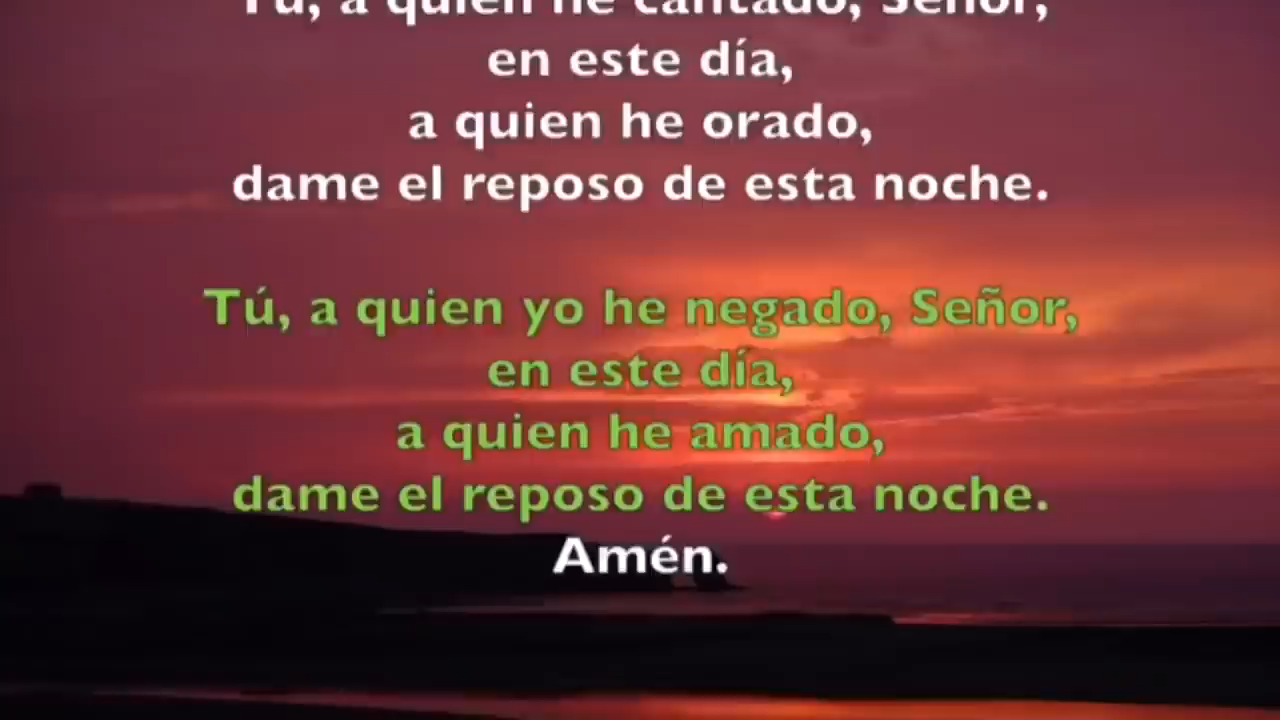 Tú, a quien he cantado, Señor,
en este día,
a quien he orado,
dame el reposo de esta noche.
Tú, a quien yo he negado, Señor,
en este día,
a quien he amado,
dame el reposo de esta noche.
Amén.